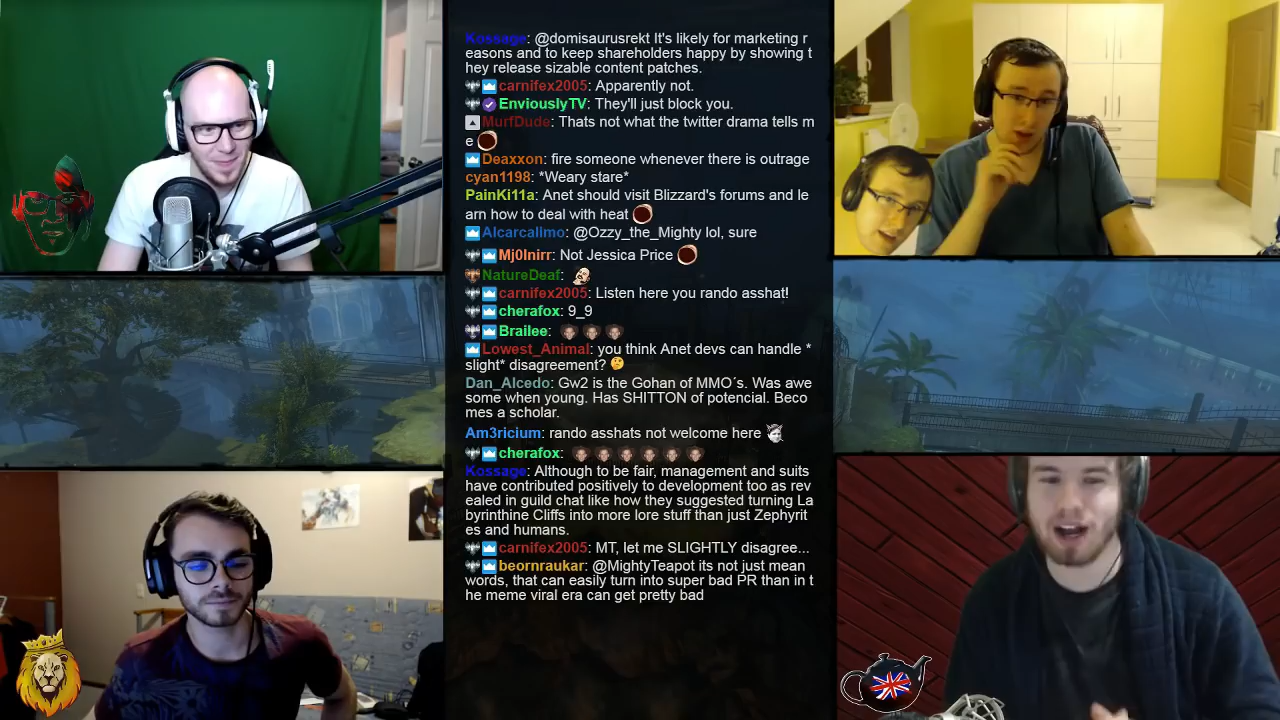 Kossage: @domisaurusrekt It's likely for marketing r
easons and to keep shareholders happy by showing t
hey release sizable content patches.
carnifex2005: Apparently not.
EnviouslyTV: They'll just block you.
MurfDude: Thats not what the twitter drama tells m
e
Deaxxon: fire someone whenever there is outrage
cyan1198: *Weary stare*
PainKi11a: Anet should visit Blizzard's forums and le
arn how to deal with heat
Alcarcalimo: @Ozzy_the_Mighty lol, sure
Mj0lnirr: Not Jessica Price
NatureDeaf:
carnifex2005: Listen here you rando asshat!
cherafox: 9_9
Brailee:
Lowest_Animal: you think Anet devs can handle *
slight* disagreement?
Dan_Alcedo: Gw2 is the Gohan of MMO´s. Was awe
some when young. Has SHITTON of potencial. Beco
mes a scholar.
Am3ricium: rando asshats not welcome here
cherafox:
Kossage: Although to be fair, management and suits
have contributed positively to development too as rev
ealed in guild chat like how they suggested turning La
byrinthine Cliffs into more lore stuff than just Zephyrit
es and humans.
carnifex2005: MT, let me SLIGHTLY disagree...
beornraukar: @MightyTeapot its not just mean
words, that can easily turn into super bad PR than in t
he meme viral era can get pretty bad